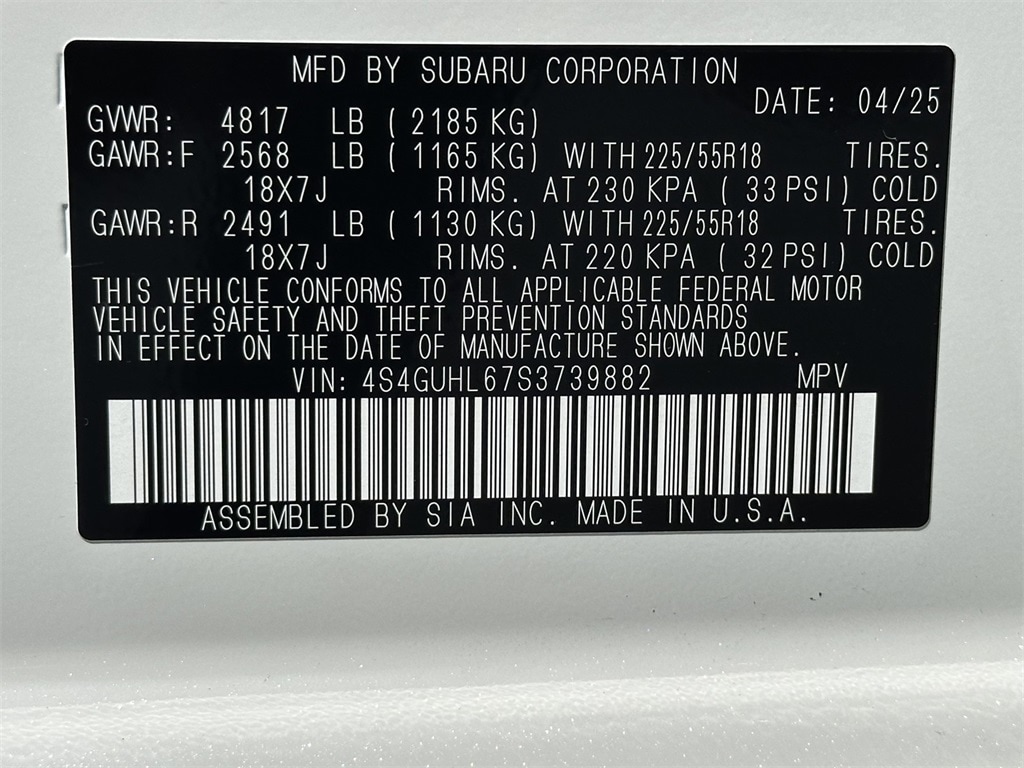 MFD BY SUBARU CORPORATION
DATE: 04/25
GVWR: 4817 LB ( 2185 KG)
GAWR:F 2568 LB ( 1165 KG) WITH 225/55R18 TIRES.
18X7J RIMS. AT 230 KPA ( 33 PSI) COLD
GAWR:R 2491 LB ( 1130 KG) WITH 225/55R18 TIRES.
18X7J RIMS. AT 220 KPA ( 32 PSI) COLD
THIS VEHICLE CONFORMS TO ALL APPLICABLE FEDERAL MOTOR
VEHICLE SAFETY AND THEFT PREVENTION STANDARDS
IN EFFECT ON THE DATE OF MANUFACTURE SHOWN ABOVE.
VIN: 4S4GUHL67S3739882 MPV
ASSEMBLED BY SIA INC. MADE IN U.S.A.